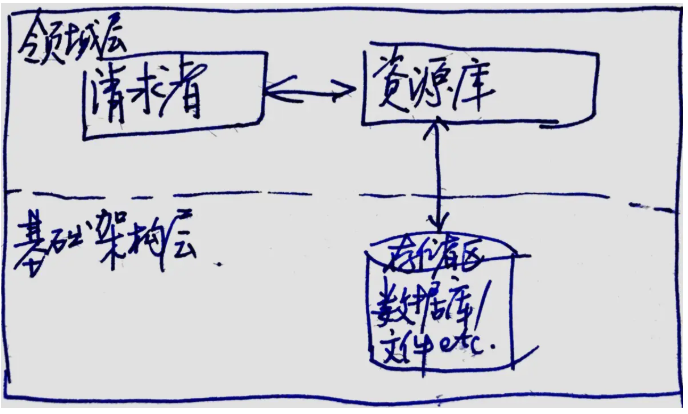 领域层
请求者
资源库
基础架构层.
存储区
数据库/
文件etc.